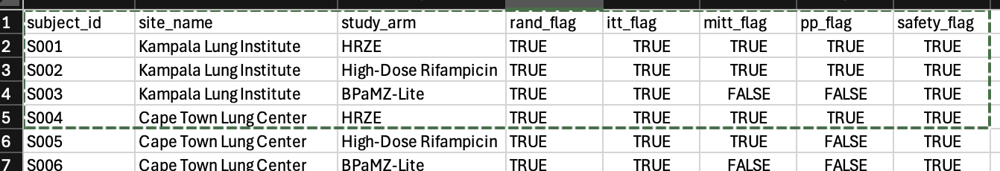 1 subject_id site_name study_arm rand_flag itt_flag mitt_flag pp_flag safety_flag
2 S001 Kampala Lung Institute HRZE TRUE TRUE TRUE TRUE TRUE
3 S002 Kampala Lung Institute High-Dose Rifampicin TRUE TRUE TRUE TRUE TRUE
4 S003 Kampala Lung Institute BPaMZ-Lite TRUE TRUE FALSE FALSE TRUE
5 S004 Cape Town Lung Center HRZE TRUE TRUE TRUE TRUE TRUE
6 S005 Cape Town Lung Center High-Dose Rifampicin TRUE TRUE TRUE FALSE TRUE
7 S006 Cape Town Lung Center BPaMZ-Lite TRUE TRUE FALSE FALSE TRUE